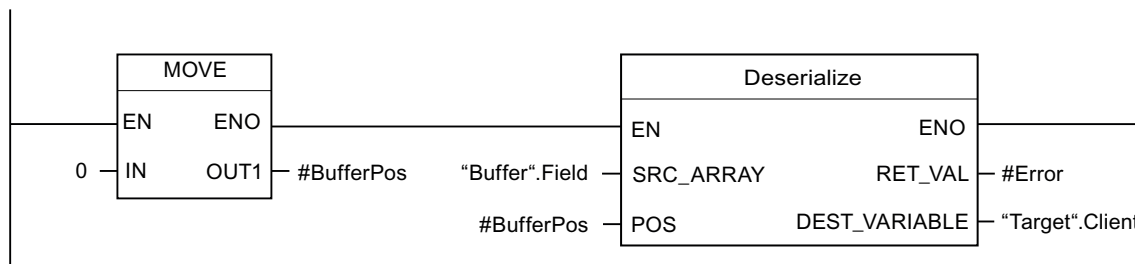 MOVE
Deserialize
EN ENO
EN ENO
0 IN OUT1 #BufferPos
“Buffer“.Field SRC_ARRAY RET_VAL #Error
#BufferPos POS DEST_VARIABLE “Target“.Client